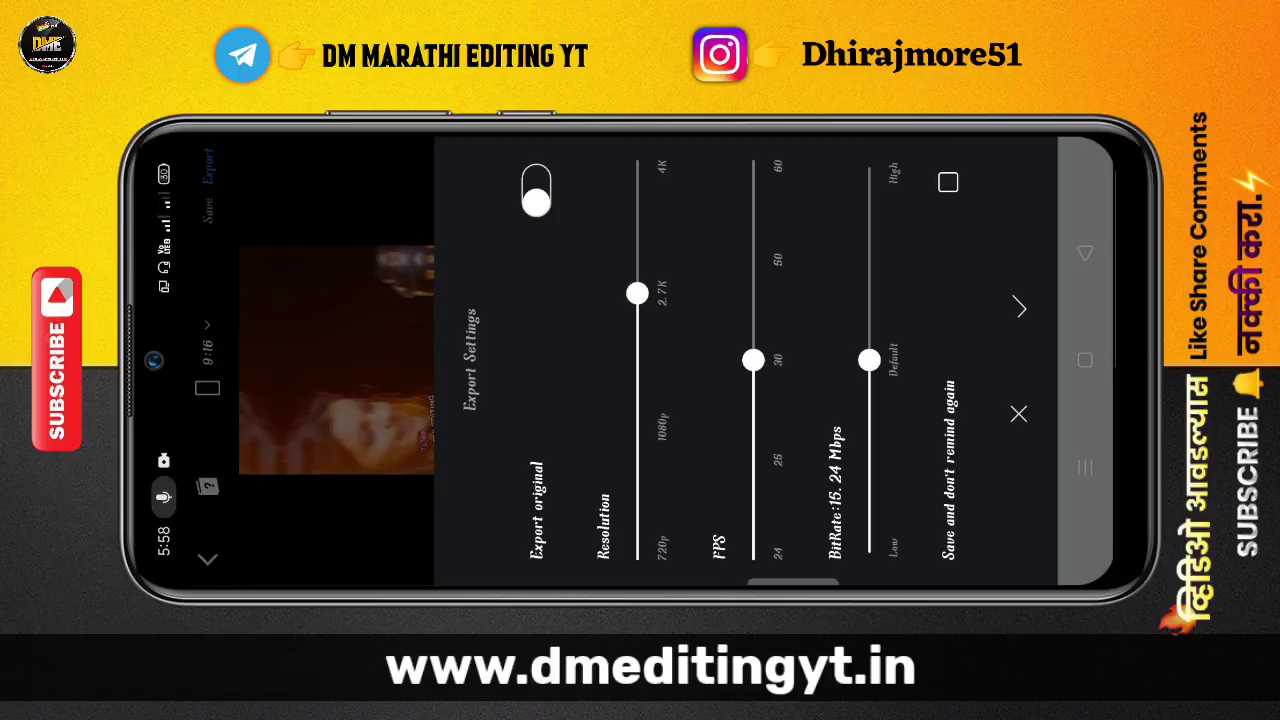 DME
DM MARATHI EDITING YT
Dhirajmore51
SUBSCRIBE
5:58
30
Save Export
9:16
Export Settings
Export original
Resolution
720p 1080p 2.7K 4K
FPS
24 25 30 50 60
BitRate:15. 24 Mbps
Low Default High
Save and don't remind again
व्हिडिओ आवडल्यास Like Share Comments
SUBSCRIBE नक्की करा.
www.dmeditingyt.in